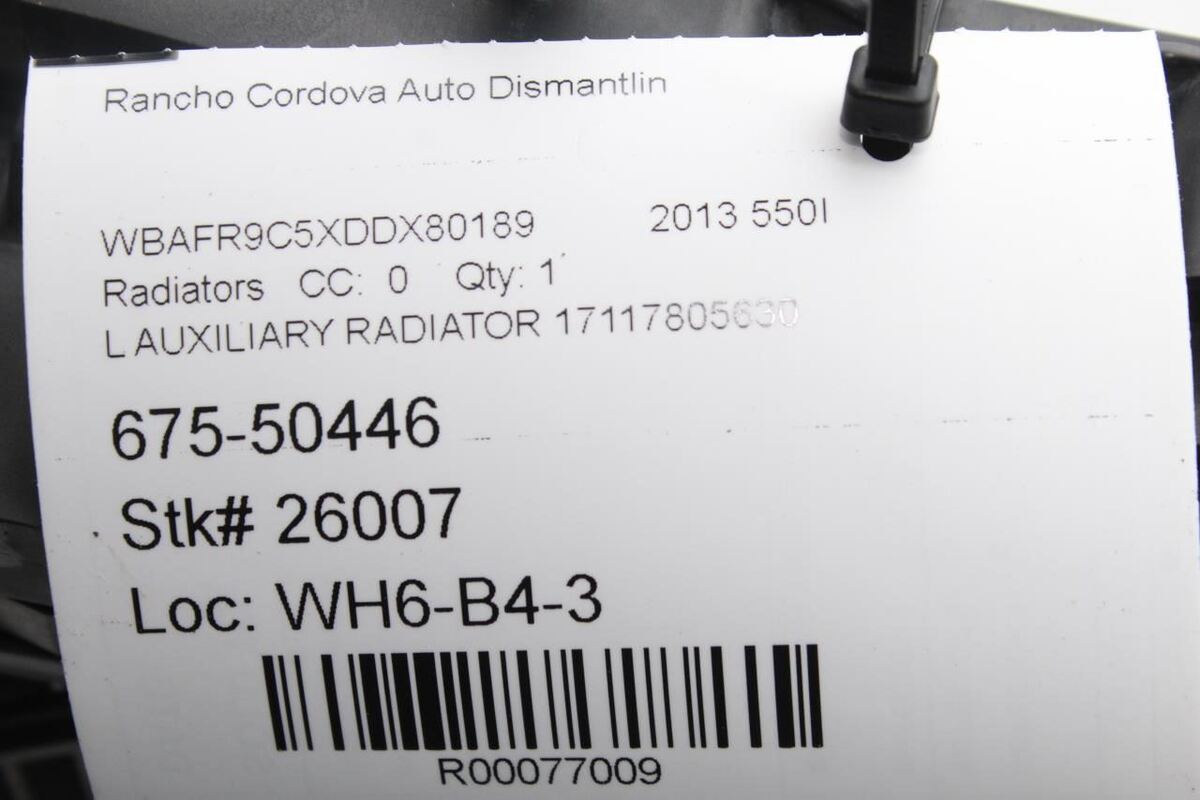 Rancho Cordova Auto Dismantlin
WBAFR9C5XDDX80189 2013 550I
Radiators CC: 0 Qty: 1
L AUXILIARY RADIATOR 17117805630
675-50446
Stk# 26007
Loc: WH6-B4-3
R00077009